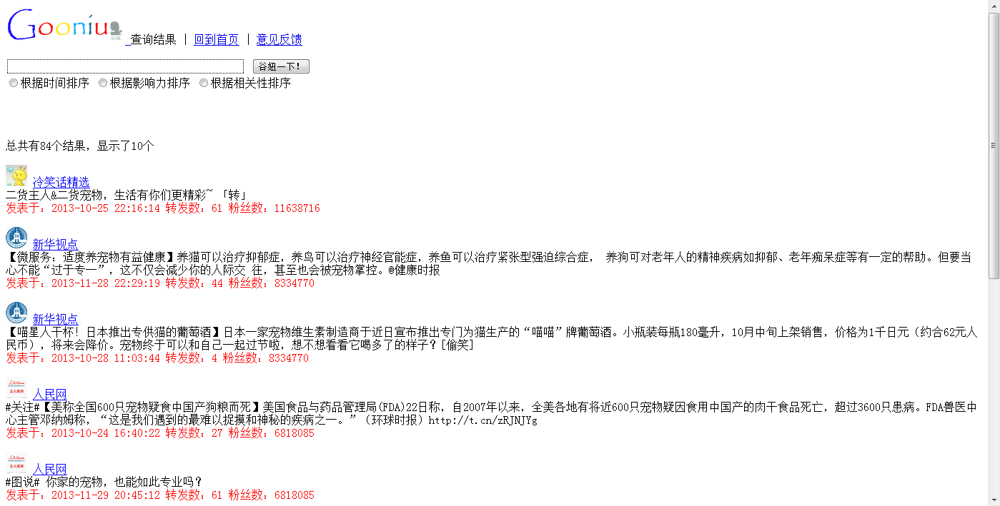 Gooniu
_查询结果 | 回到首页 | 意见反馈
谷妞一下!
根据时间排序 根据影响力排序 根据相关性排序
总共有84个结果，显示了10个
冷笑话精选
二货主人&二货宠物，生活有你们更精彩~ 「转」
发表于：2013-10-25 22:16:14 转发数：61 粉丝数：11638716
新华视点
【微服务：适度养宠物有益健康】养猫可以治疗抑郁症，养鸟可以治疗神经官能症，养鱼可以治疗紧张型强迫综合症， 养狗可对老年人的精神疾病如抑郁、老年痴呆症等有一定的帮助。但要当
心不能“过于专一”，这不仅会减少你的人际交 往，甚至也会被宠物掌控。@健康时报
发表于：2013-11-28 22:29:19 转发数：44 粉丝数：8334770
新华视点
【喵星人干杯！日本推出专供猫的葡萄酒】日本一家宠物维生素制造商于近日宣布推出专门为猫生产的“喵喵”牌葡萄酒。小瓶装每瓶180毫升，10月中旬上架销售，价格为1千日元（约合62元人
民币），将来会降价。宠物终于可以和自己一起过节啦，想不想看看它喝多了的样子？[偷笑]
发表于：2013-10-28 11:03:44 转发数：4 粉丝数：8334770
人民网
#关注#【美称全国600只宠物疑食中国产狗粮而死】美国食品与药品管理局(FDA)22日称，自2007年以来，全美各地有将近600只宠物疑因食用中国产的肉干食品死亡，超过3600只患病。FDA兽医中
心主管邓纳姆称，“这是我们遇到的最难以捉摸和神秘的疾病之一。”（环球时报）http://t.cn/zRJNJYg
发表于：2013-10-24 16:40:22 转发数：27 粉丝数：6818085
人民网
#图说# 你家的宠物，也能如此专业吗？
发表于：2013-11-29 20:45:12 转发数：61 粉丝数：6818085